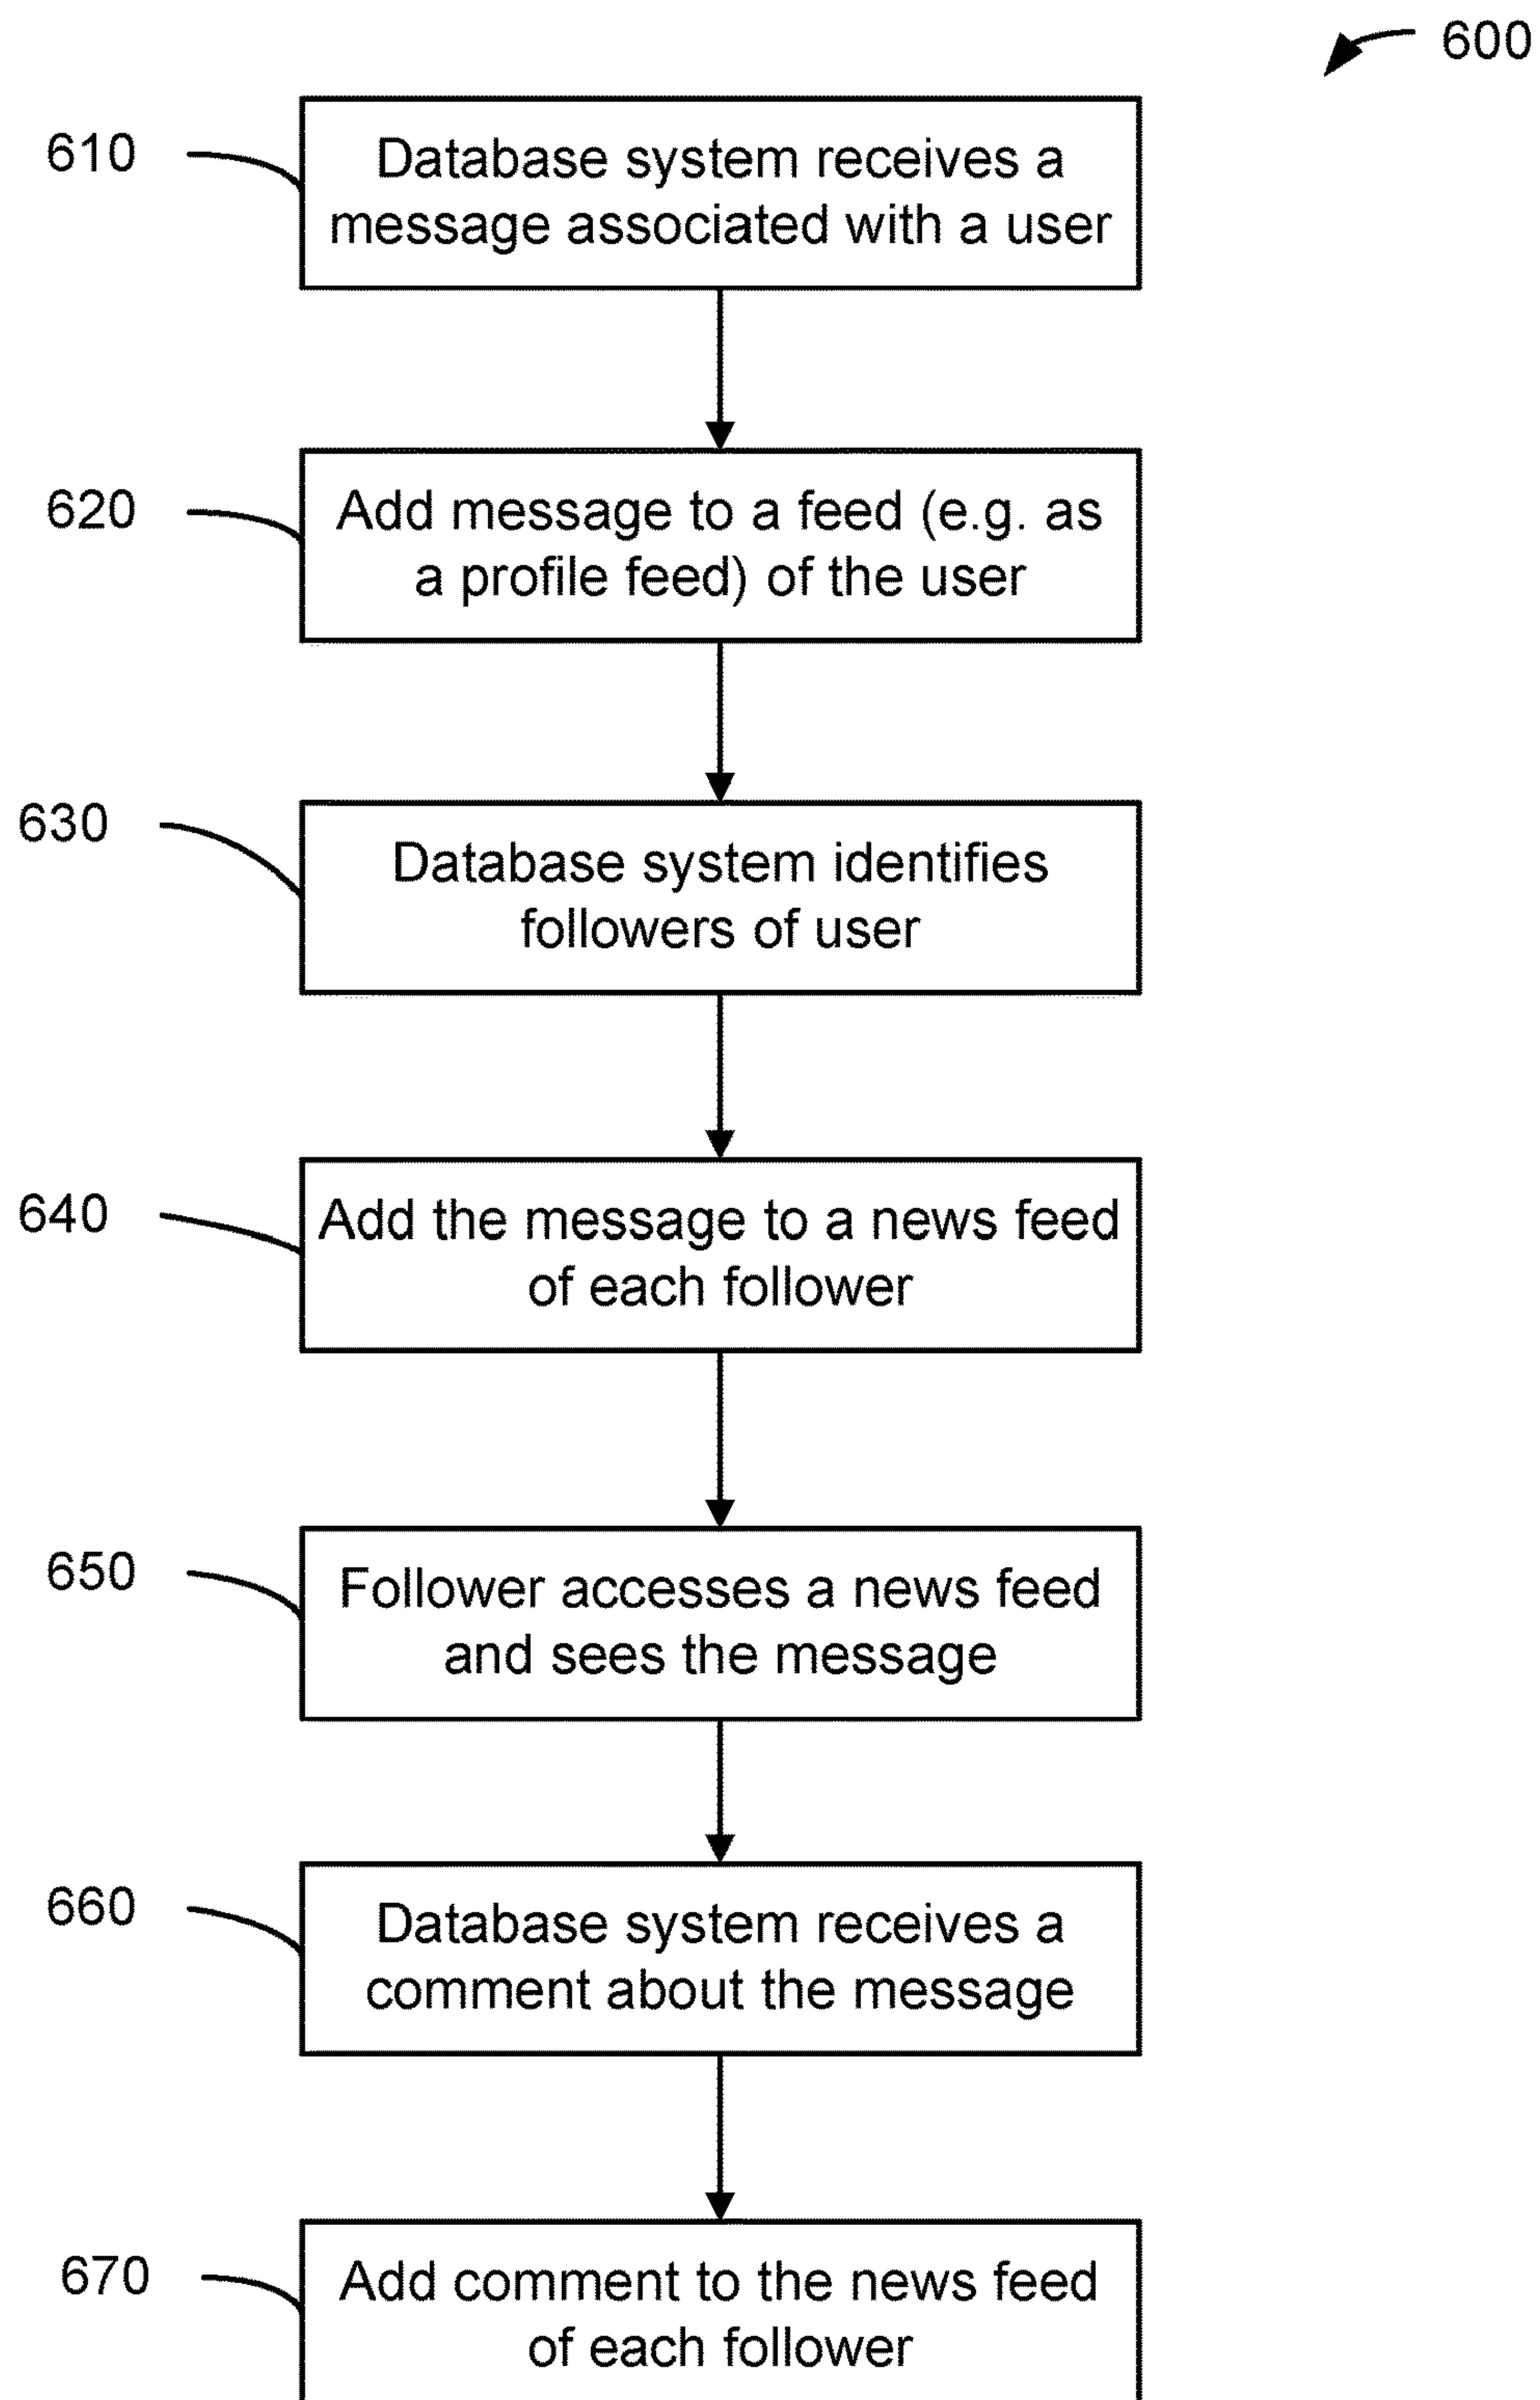 600
610
Database system receives a
message associated with a user
620
Add message to a feed (e.g. as
a profile feed) of the user
630
Database system identifies
followers of user
640
Add the message to a news feed
of each follower
650
Follower accesses a news feed
and sees the message
660
Database system receives a
comment about the message
670
Add comment to the news feed
of each follower